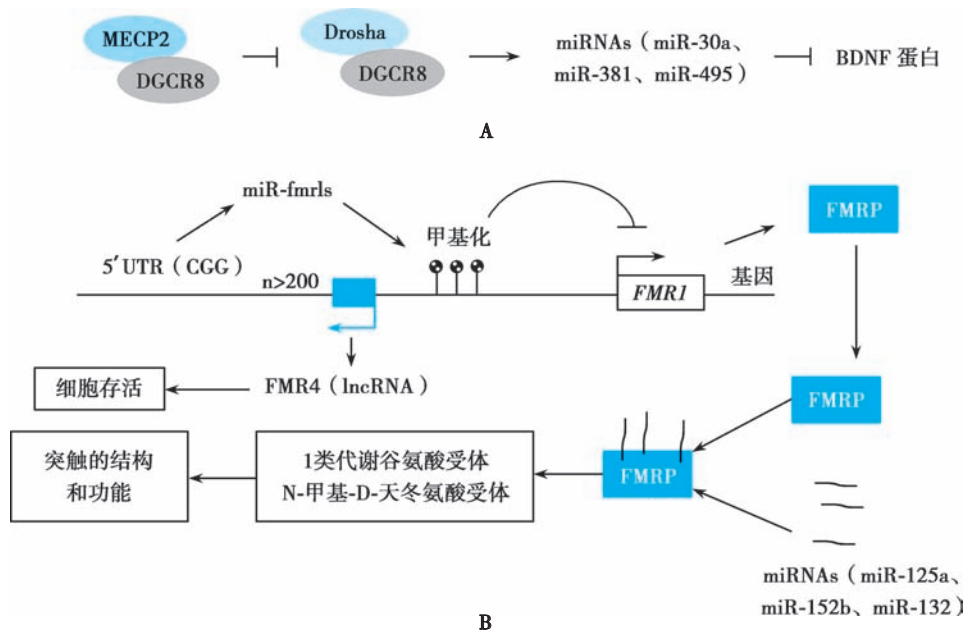 MECP2
DGCR8
Drosha
DGCR8
miRNAs（miR-30a、
miR-381、miR-495）
BDNF 蛋白
A
miR-fmrls
甲基化
FMRP
5′UTR（CGG）
n>200
FMR1
基因
FMR4（lncRNA）
细胞存活
FMRP
突触的结构
和功能
1类代谢谷氨酸受体
N-甲基-D-天冬氨酸受体
FMRP
miRNAs（miR-125a、
miR-152b、miR-132）
B